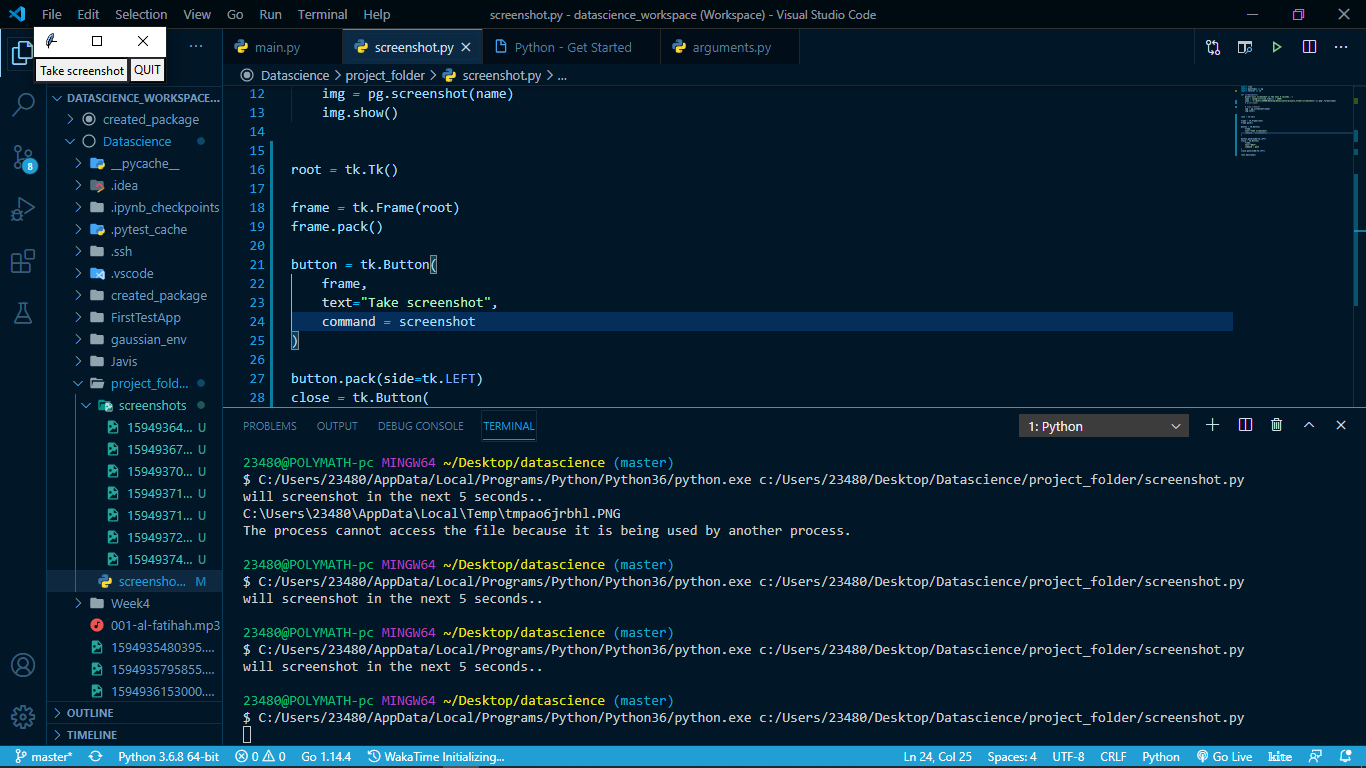 File Edit Selection View Go Run Terminal Help
screenshot.py - datascience_workspace (Workspace) - Visual Studio Code
Take screenshot QUIT
main.py
screenshot.py
Python - Get Started
arguments.py
Datascience > project_folder > screenshot.py > ...
DATASCIENCE_WORKSPACE...
created_package
Datascience
__pycache__
.idea
.ipynb_checkpoints
.pytest_cache
.ssh
.vscode
created_package
FirstTestApp
gaussian_env
Javis
project_fold...
screenshots
15949364... U
15949367... U
15949370... U
15949371... U
15949371... U
15949372... U
15949374... U
screensho... M
Week4
001-al-fatihah.mp3
1594935480395....
1594935795855....
1594936153000....
OUTLINE
TIMELINE
8
12 img = pg.screenshot(name)
13 img.show()
14
15
16 root = tk.Tk()
17
18 frame = tk.Frame(root)
19 frame.pack()
20
21 button = tk.Button(
22 frame,
23 text="Take screenshot",
24 command = screenshot
25 )
26
27 button.pack(side=tk.LEFT)
28 close = tk.Button(
PROBLEMS OUTPUT DEBUG CONSOLE TERMINAL
1: Python
23480@POLYMATH-pc MINGW64 ~/Desktop/datascience (master)
$ C:/Users/23480/AppData/Local/Programs/Python/Python36/python.exe c:/Users/23480/Desktop/Datascience/project_folder/screenshot.py
will screenshot in the next 5 seconds..
C:\Users\23480\AppData\Local\Temp\tmpao6jrbhl.PNG
The process cannot access the file because it is being used by another process.
23480@POLYMATH-pc MINGW64 ~/Desktop/datascience (master)
$ C:/Users/23480/AppData/Local/Programs/Python/Python36/python.exe c:/Users/23480/Desktop/Datascience/project_folder/screenshot.py
will screenshot in the next 5 seconds..
23480@POLYMATH-pc MINGW64 ~/Desktop/datascience (master)
$ C:/Users/23480/AppData/Local/Programs/Python/Python36/python.exe c:/Users/23480/Desktop/Datascience/project_folder/screenshot.py
will screenshot in the next 5 seconds..
23480@POLYMATH-pc MINGW64 ~/Desktop/datascience (master)
$ C:/Users/23480/AppData/Local/Programs/Python/Python36/python.exe c:/Users/23480/Desktop/Datascience/project_folder/screenshot.py
master* Python 3.6.8 64-bit 0 0 Go 1.14.4 WakaTime Initializing... Ln 24, Col 25 Spaces: 4 UTF-8 CRLF Python Go Live kite